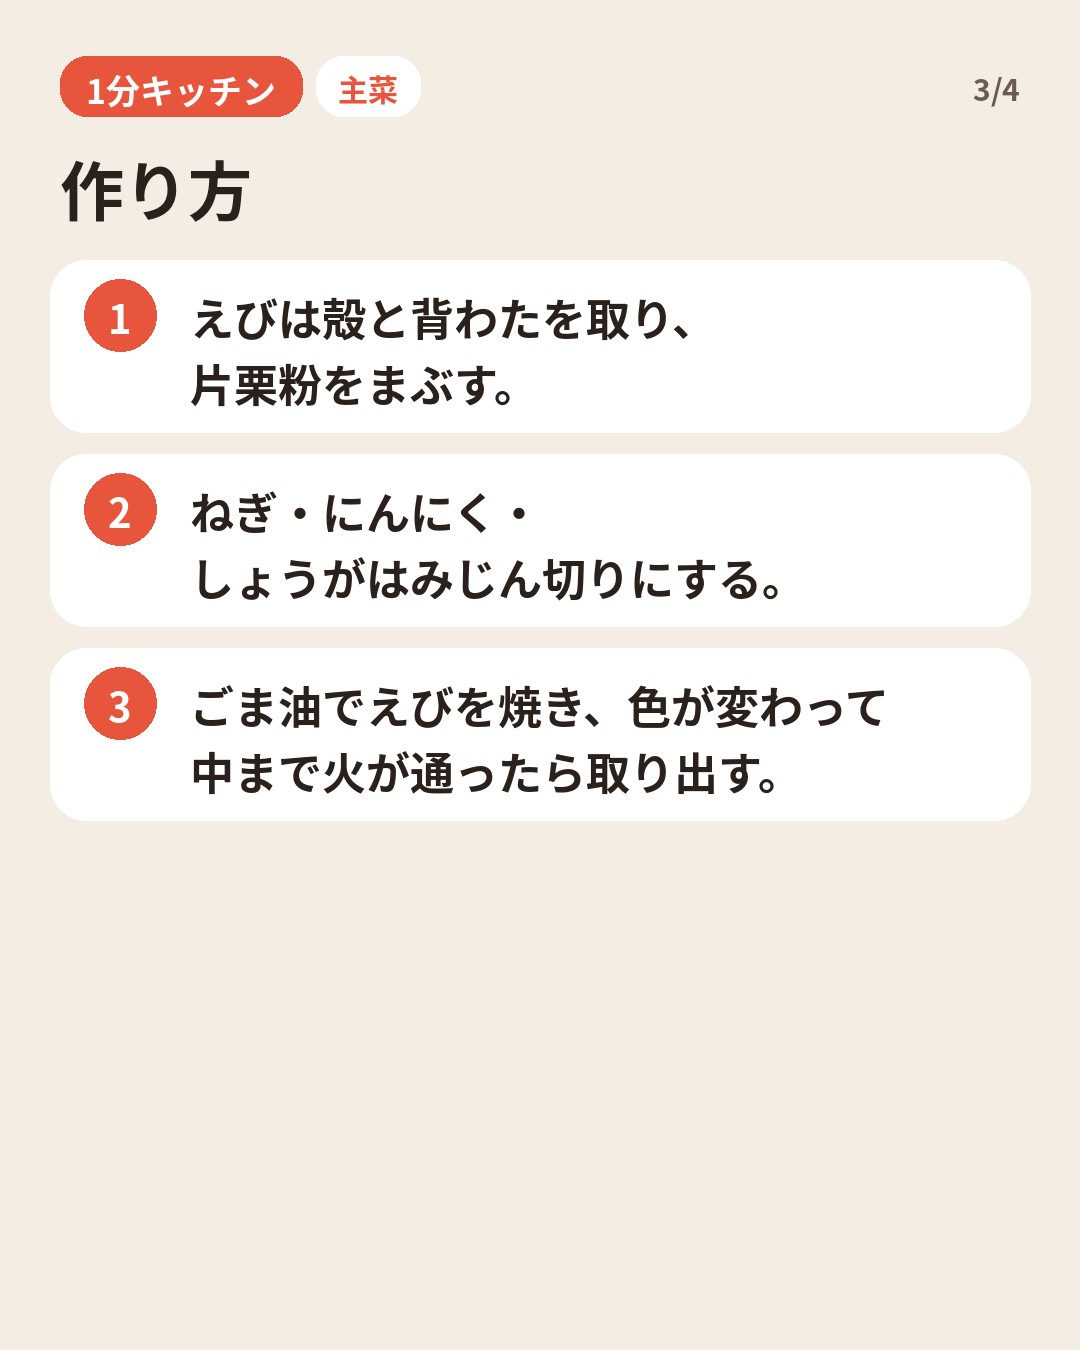 1分キッチン 主菜 3/4
作り方
1 えびは殻と背わたを取り、
片栗粉をまぶす。
2 ねぎ・にんにく・
しょうがはみじん切りにする。
3 ごま油でえびを焼き、色が変わって
中まで火が通ったら取り出す。